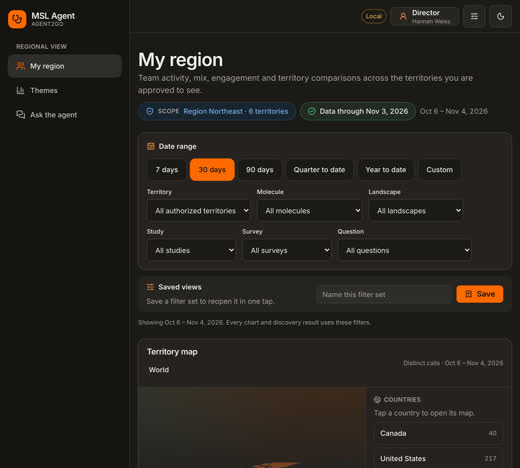 MSL Agent
AGENT2GO
REGIONAL VIEW
My region
Themes
Ask the agent
Local
Director
Hannah Weiss
My region
Team activity, mix, engagement and territory comparisons across the territories you are
approved to see.
SCOPE Region Northeast · 6 territories
Data through Nov 3, 2026
Oct 6 – Nov 4, 2026
Date range
7 days
30 days
90 days
Quarter to date
Year to date
Custom
Territory
Molecule
Landscape
All authorized territories
All molecules
All landscapes
Study
Survey
Question
All studies
All surveys
All questions
Saved views
Save a filter set to reopen it in one tap.
Name this filter set
Save
Showing Oct 6 – Nov 4, 2026. Every chart and discovery result uses these filters.
Territory map
World
Distinct calls · Oct 6 – Nov 4, 2026
COUNTRIES
Tap a country to open its map.
Canada 40
United States 217